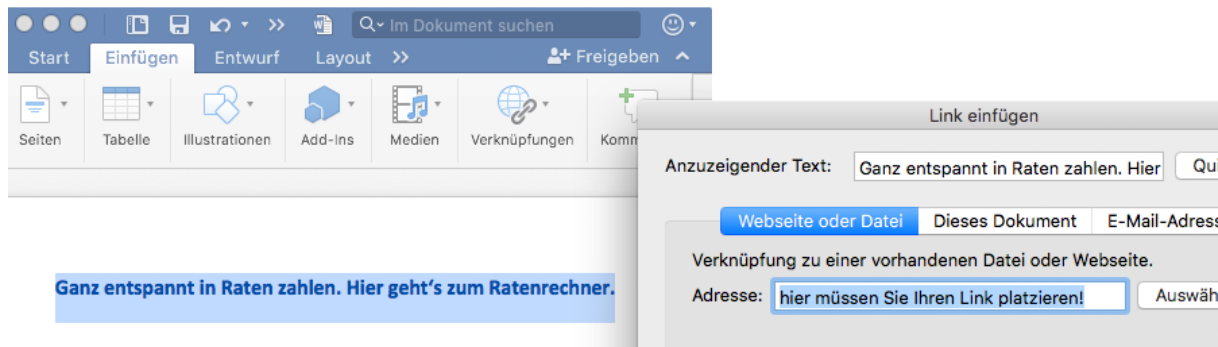 Im Dokument suchen
Start Einfügen Entwurf Layout >> Freigeben
Seiten Tabelle Illustrationen Add-Ins Medien Verknüpfungen
Ganz entspannt in Raten zahlen. Hier geht's zum Ratenrechner.
Link einfügen
Anzuzeigender Text: Ganz entspannt in Raten zahlen. Hier
Webseite oder Datei Dieses Dokument
Verknüpfung zu einer vorhandenen Datei oder Webseite.
Adresse: hier müssen Sie Ihren Link platzieren!